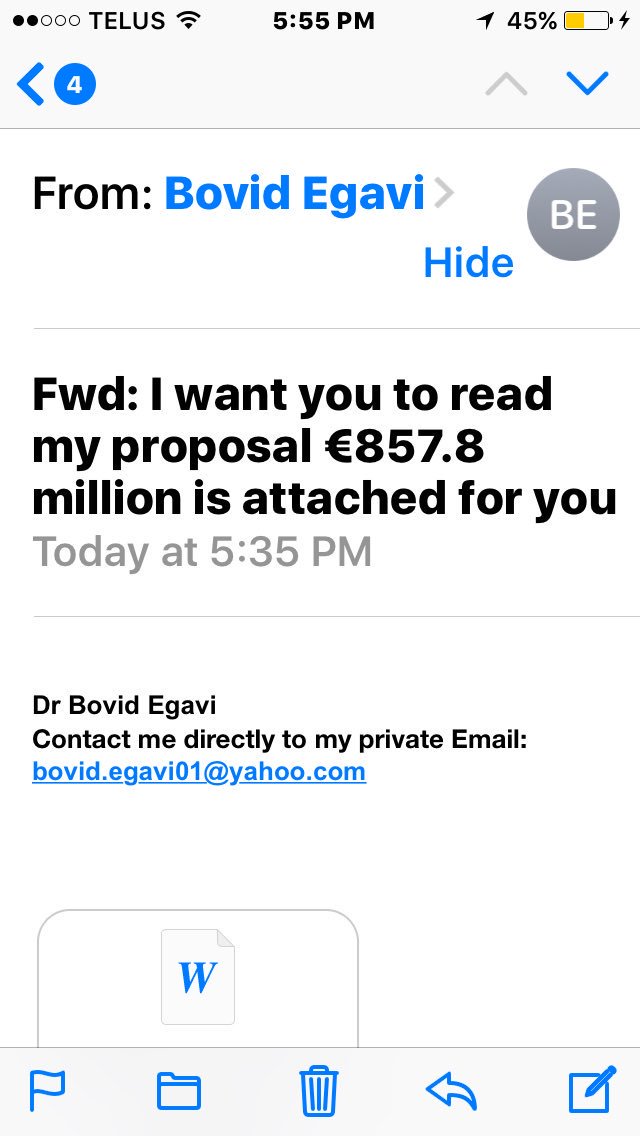 TELUS 5:55 PM 45%
4
From: Bovid Egavi
BE
Hide
Fwd: I want you to read
my proposal €857.8
million is attached for you
Today at 5:35 PM
Dr Bovid Egavi
Contact me directly to my private Email:
bovid.egavi01@yahoo.com
W